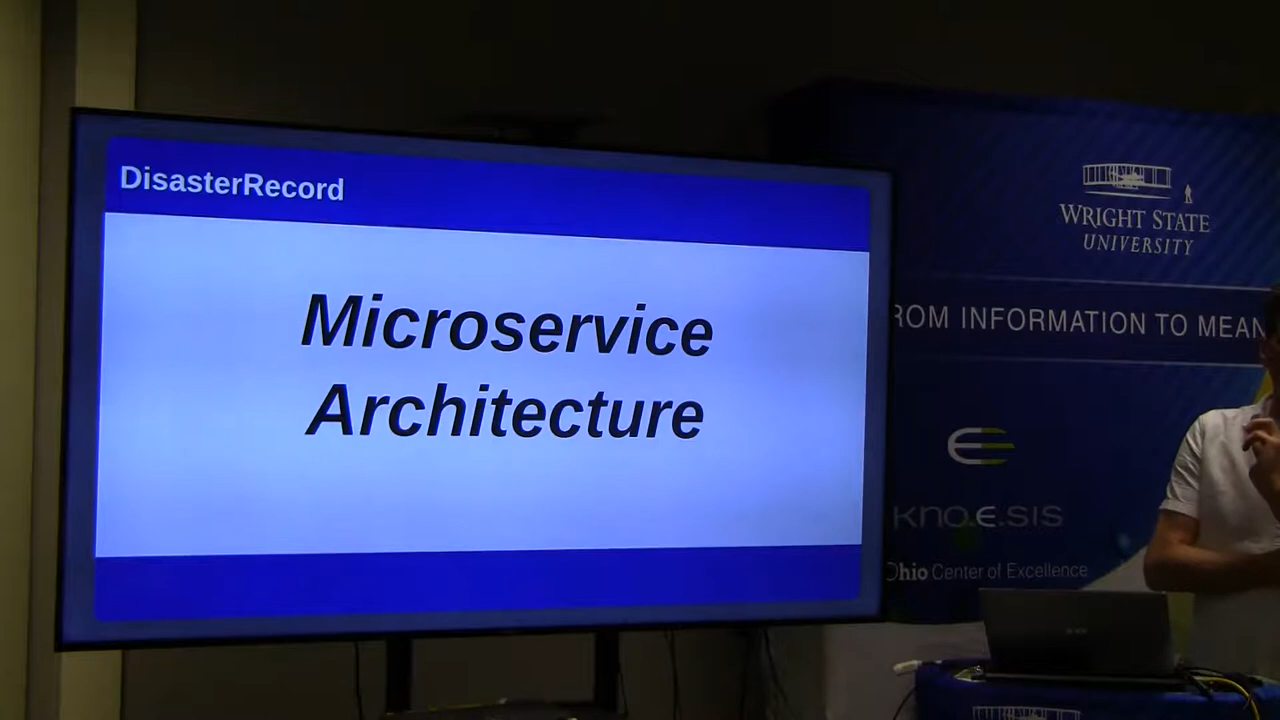 DisasterRecord
Microservice
Architecture
WRIGHT STATE
UNIVERSITY
ROM INFORMATION TO MEAN
kno.e.sis
Ohio Center of Excellence